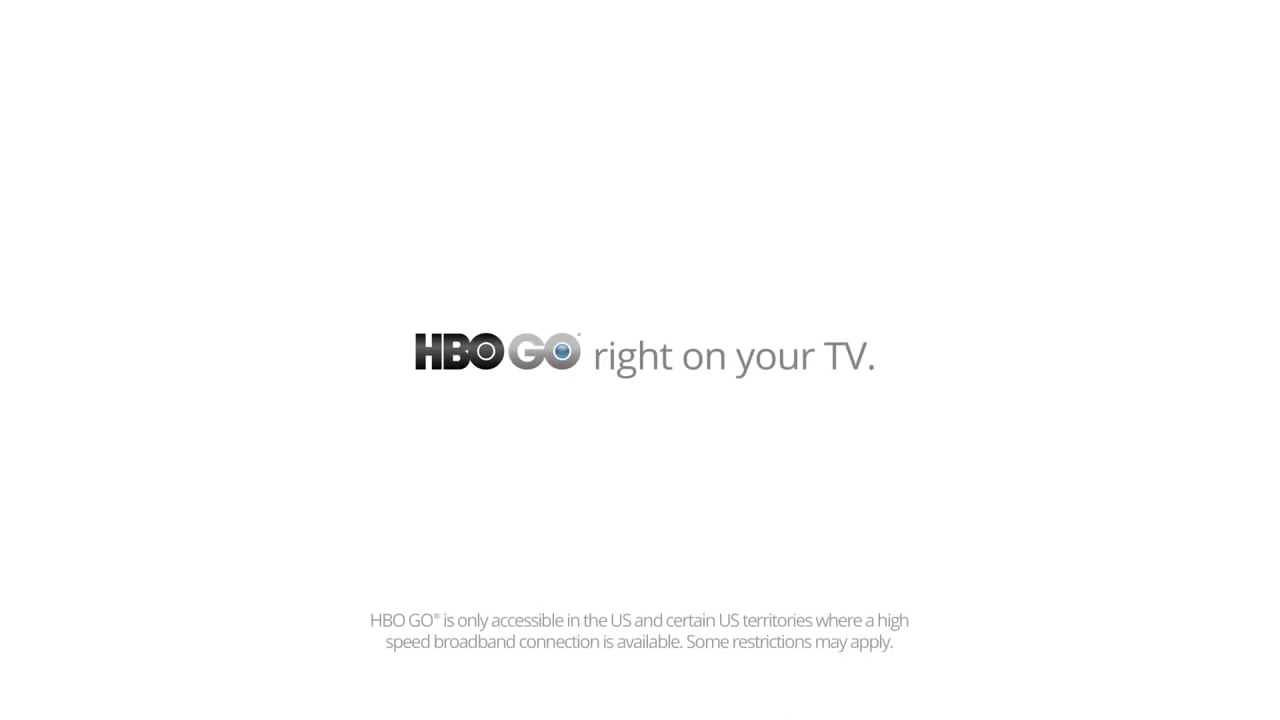 HBO GO® right on your TV.
HBO GO® is only accessible in the US and certain US territories where a high
speed broadband connection is available. Some restrictions may apply.